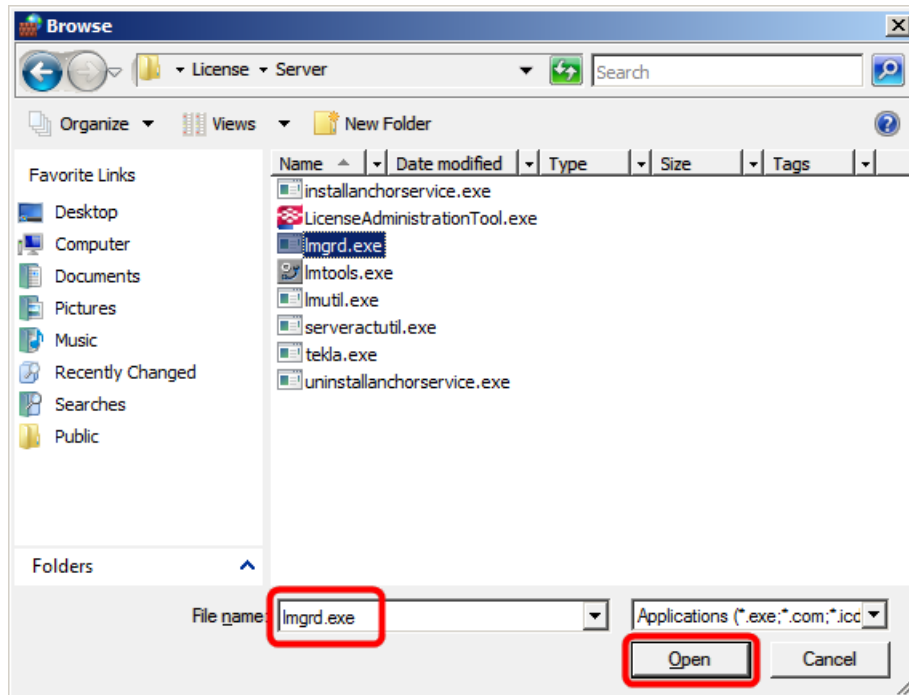 Browse
License Server
Search
Organize Views New Folder
Favorite Links
Desktop
Computer
Documents
Pictures
Music
Recently Changed
Searches
Public
Folders
Name Date modified Type Size Tags
installanchorservice.exe
LicenseAdministrationTool.exe
lmgrd.exe
lmtools.exe
lmutil.exe
serveractutil.exe
tekla.exe
uninstallanchorservice.exe
File name: lmgrd.exe
Applications (*.exe;*.com;*.icd
Open Cancel